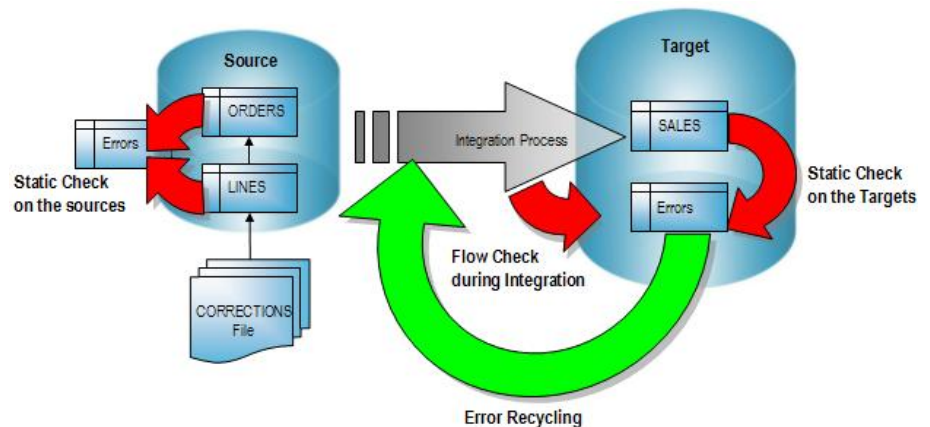 Source
Target
ORDERS
Errors
LINES
Static Check
on the sources
CORRECTIONS
File
Integration Process
SALES
Errors
Static Check
on the Targets
Flow Check
during Integration
Error Recycling